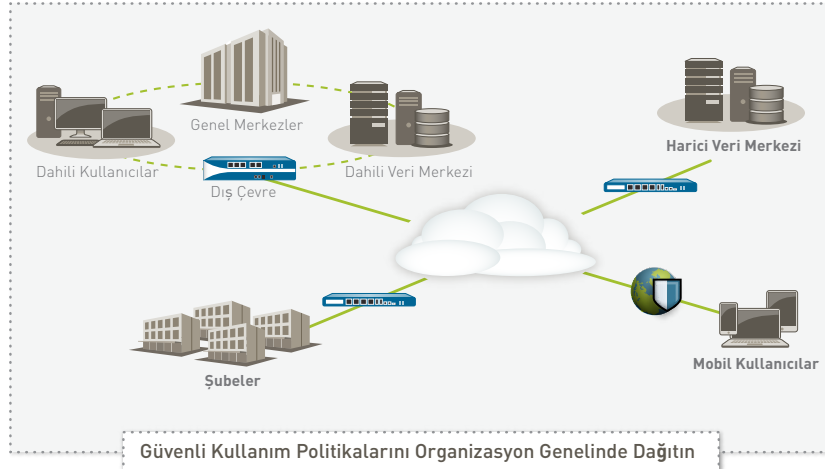 Genel Merkezler
Harici Veri Merkezi
Dahili Kullanıcılar
Dahili Veri Merkezi
Dış Çevre
Mobil Kullanıcılar
Şubeler
Güvenli Kullanım Politikalarını Organizasyon Genelinde Dağıtın